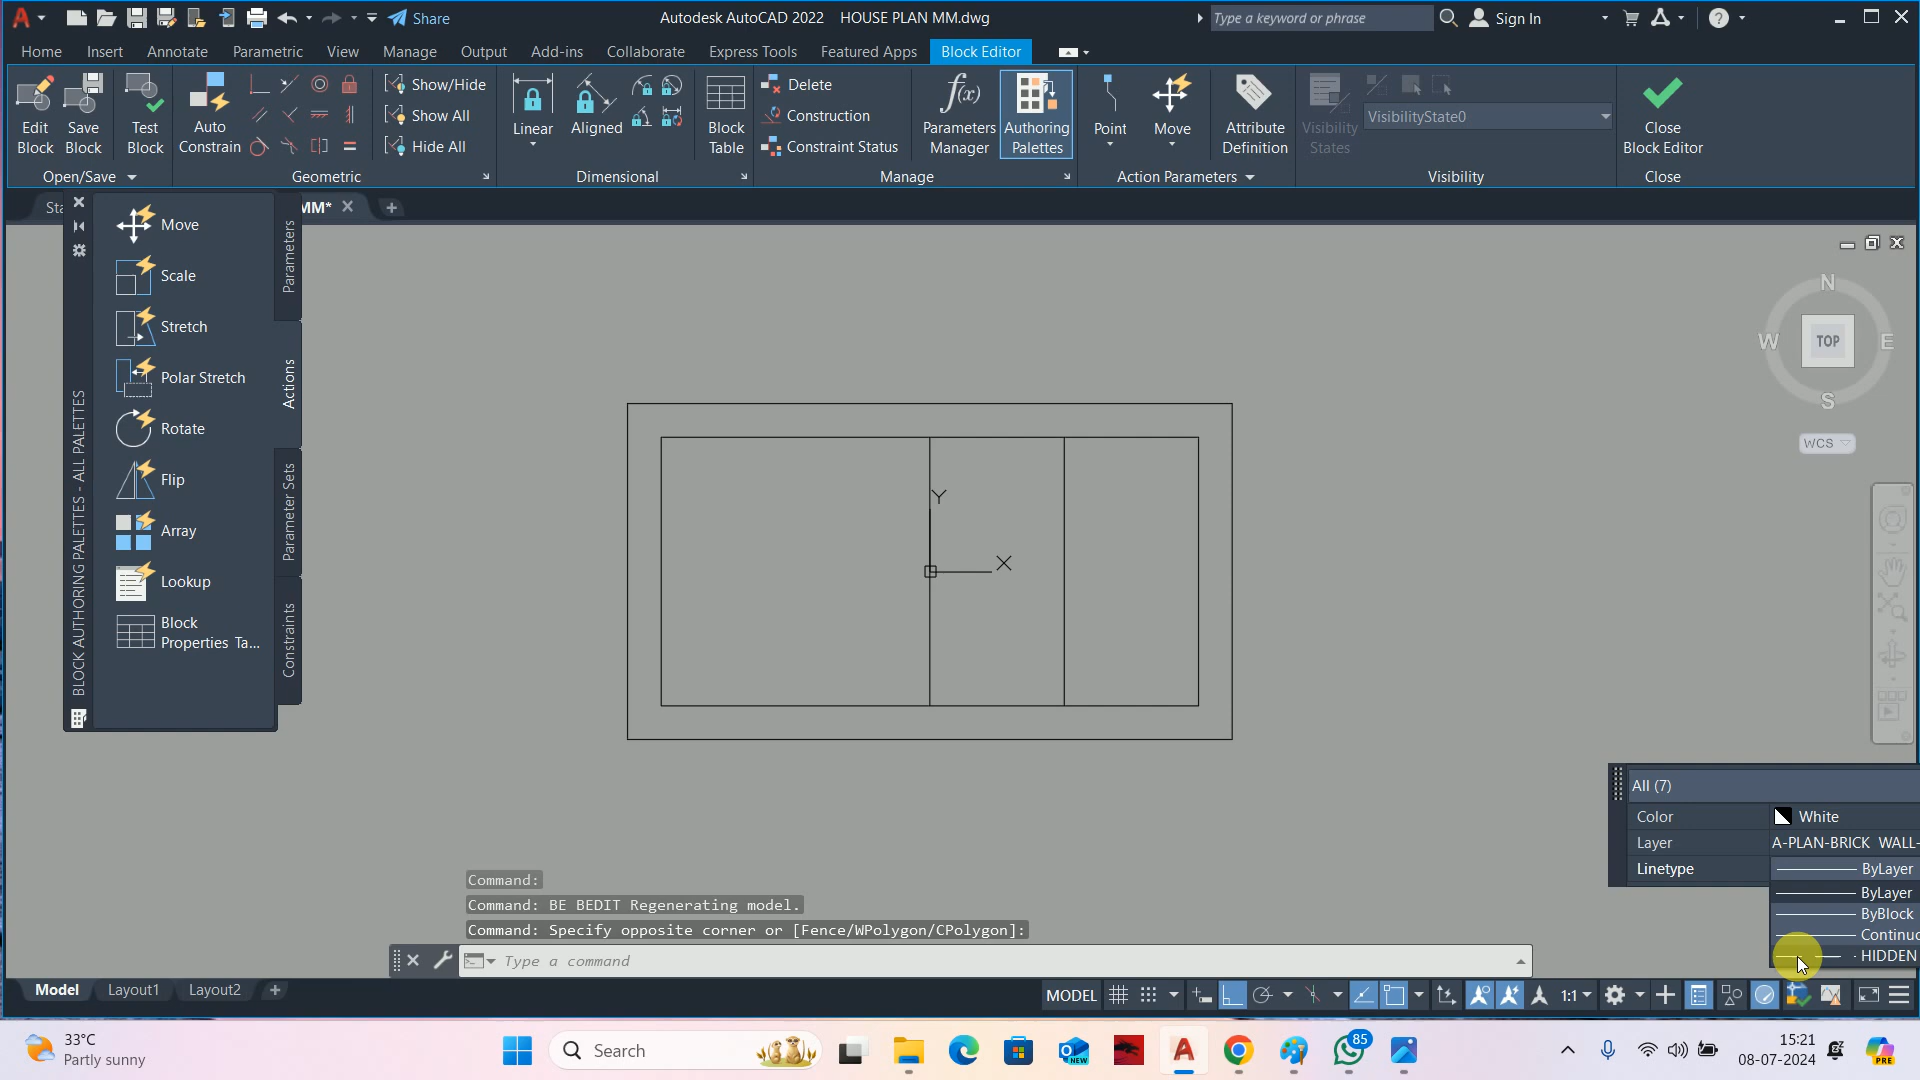 Share
Autodesk AutoCAD 2022 HOUSE PLAN MM.dwg
Type a keyword or phrase
Sign In
Home Insert Annotate Parametric View Manage Output Add-ins Collaborate Express Tools Featured Apps Block Editor
Edit Block
Save Block
Test Block
Auto Constrain
Show/Hide
Show All
Hide All
Linear
Aligned
Block Table
Delete
Construction
Constraint Status
Parameters Manager
Authoring Palettes
Point
Move
Attribute Definition
Visibility States
VisibilityState0
Close Block Editor
Open/Save
Geometric
Dimensional
Manage
Action Parameters
Visibility
Close
Sta
MM*
Move
Scale
Stretch
Polar Stretch
Rotate
Flip
Array
Lookup
Block
Properties Ta...
Parameters
Actions
Parameter Sets
Constraints
BLOCK AUTHORING PALETTES - ALL PALETTES
Y
X
N
W
TOP
E
S
WCS
All (7)
Color White
Layer A-PLAN-BRICK WALL-
Linetype ByLayer
ByLayer
ByBlock
Continuo
HIDDEN
Command:
Command: BE BEDIT Regenerating model.
Command: Specify opposite corner or [Fence/WPolygon/CPolygon]:
Type a command
Model Layout1 Layout2
MODEL
1:1
33°C
Partly sunny
Search
NEW
85
15:21
08-07-2024
PRE